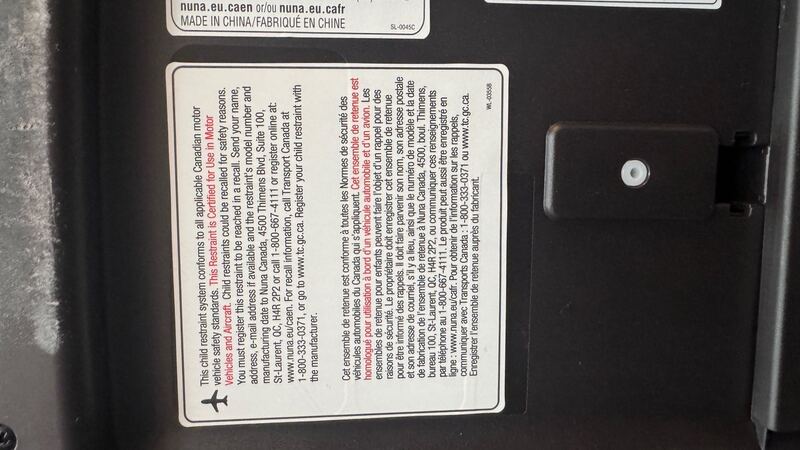 nuna.eu.caen or/ou nuna.eu.cafr
MADE IN CHINA/FABRIQUÉ EN CHINE
SL-0045C
This child restraint system conforms to all applicable Canadian motor
vehicle safety standards. This Restraint is Certified for Use in Motor
Vehicles and Aircraft. Child restraints could be recalled for safety reasons.
You must register this restraint to be reached in a recall. Send your name,
address, e-mail address if available and the restraint's model number and
manufacturing date to Nuna Canada, 4500 Thimens Blvd, Suite 100,
St-Laurent, QC, H4R 2P2 or call 1-800-667-4111 or register online at:
www.nuna.eu/caen. For recall information, call Transport Canada at
1-800-333-0371, or go to www.tc.gc.ca. Register your child restraint with
the manufacturer.
Cet ensemble de retenue est conforme à toutes les Normes de sécurité des
véhicules automobiles du Canada qui s'appliquent. Cet ensemble de retenue est
homologué pour utilisation à bord d'un véhicule automobile et d'un avion. Les
ensembles de retenue pour enfants peuvent faire l'objet d'un rappel pour des
raisons de sécurité. Le propriétaire doit enregistrer cet ensemble de retenue
pour être informé des rappels. Il doit faire parvenir son nom, son adresse postale
et son adresse de courriel, s'il y a lieu, ainsi que le numéro de modèle et la date
de fabrication de l'ensemble de retenue à Nuna Canada, 4500, boul. Thimens,
bureau 100, St-Laurent, QC, H4R 2P2, ou communiquer ces renseignements
par téléphone au 1-800-667-4111. Le produit peut aussi être enregistré en
ligne : www.nuna.eu/cafr. Pour obtenir de l'information sur les rappels,
communiquer avec Transports Canada : 1-800-333-0371 ou www.tc.gc.ca.
Enregistrer l'ensemble de retenue auprès du fabricant.
WL-0355B